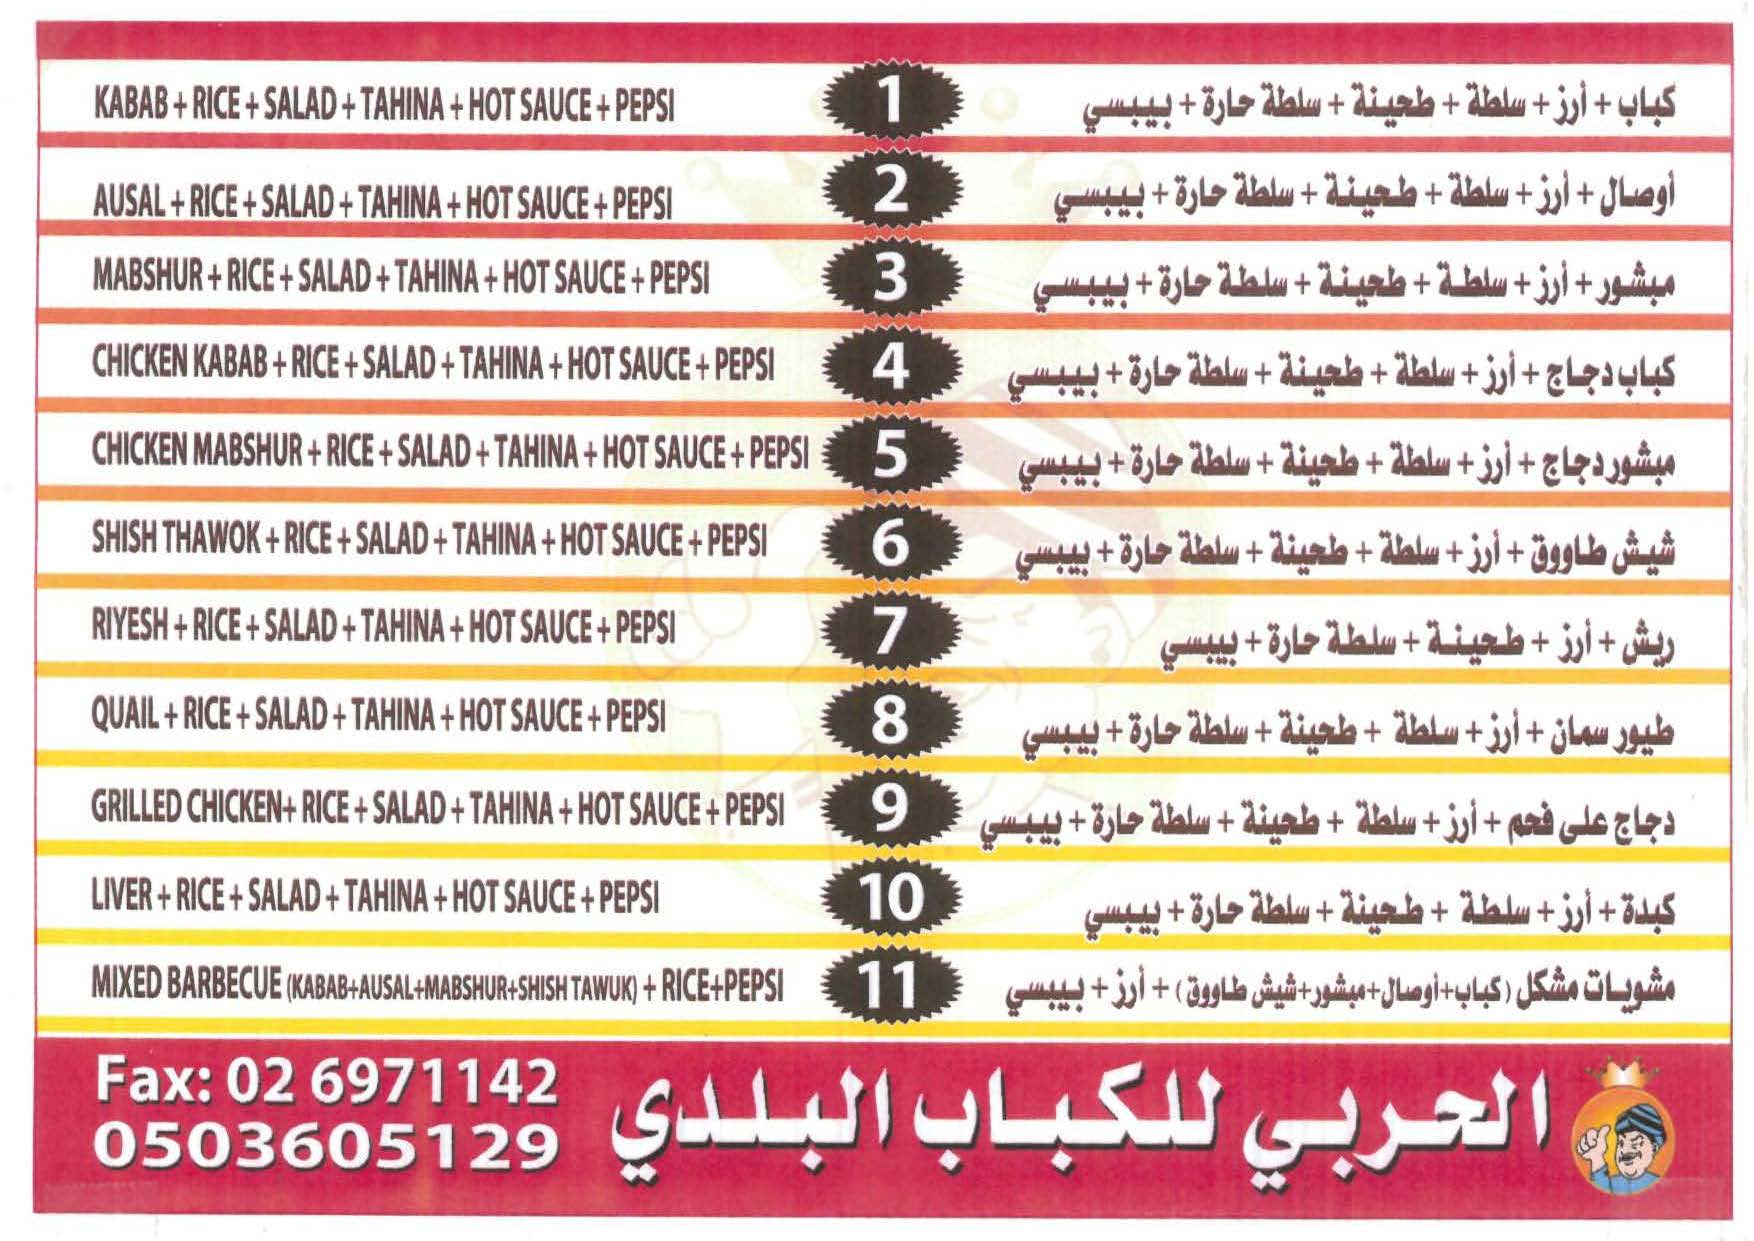 KABAB + RICE + SALAD + TAHINA + HOT SAUCE + PEPSI 1 كباب + أرز + سلطة + طحينة + سلطة حارة + بيبسي
AUSAL + RICE + SALAD + TAHINA + HOT SAUCE + PEPSI 2 أوصال + أرز + سلطة + طحينة + سلطة حارة + بيبسي
MABSHUR + RICE + SALAD + TAHINA + HOT SAUCE + PEPSI 3 مبشور + أرز + سلطة + طحينة + سلطة حارة + بيبسي
CHICKEN KABAB + RICE + SALAD + TAHINA + HOT SAUCE + PEPSI 4 كباب دجاج + أرز + سلطة + طحينة + سلطة حارة + بيبسي
CHICKEN MABSHUR + RICE + SALAD + TAHINA + HOT SAUCE + PEPSI 5 مبشور دجاج + أرز + سلطة + طحينة + سلطة حارة + بيبسي
SHISH THAWOK + RICE + SALAD + TAHINA + HOT SAUCE + PEPSI 6 شيش طاووق + أرز + سلطة + طحينة + سلطة حارة + بيبسي
RIYESH + RICE + SALAD + TAHINA + HOT SAUCE + PEPSI 7 ريش + أرز + طحينة + سلطة حارة + بيبسي
QUAIL + RICE + SALAD + TAHINA + HOT SAUCE + PEPSI 8 طيور سمان + أرز + سلطة + طحينة + سلطة حارة + بيبسي
GRILLED CHICKEN+ RICE + SALAD + TAHINA + HOT SAUCE + PEPSI 9 دجاج على فحم + أرز + سلطة + طحينة + سلطة حارة + بيبسي
LIVER + RICE + SALAD + TAHINA + HOT SAUCE + PEPSI 10 كبدة + أرز + سلطة + طحينة + سلطة حارة + بيبسي
MIXED BARBECUE (KABAB+AUSAL+MABSHUR+SHISH TAWUK) + RICE+PEPSI 11 مشويات مشكل (كباب+أوصال+مبشور+شيش طاووق) + أرز + بيبسي
Fax: 02 6971142
0503605129
الحربي للكباب البلدي